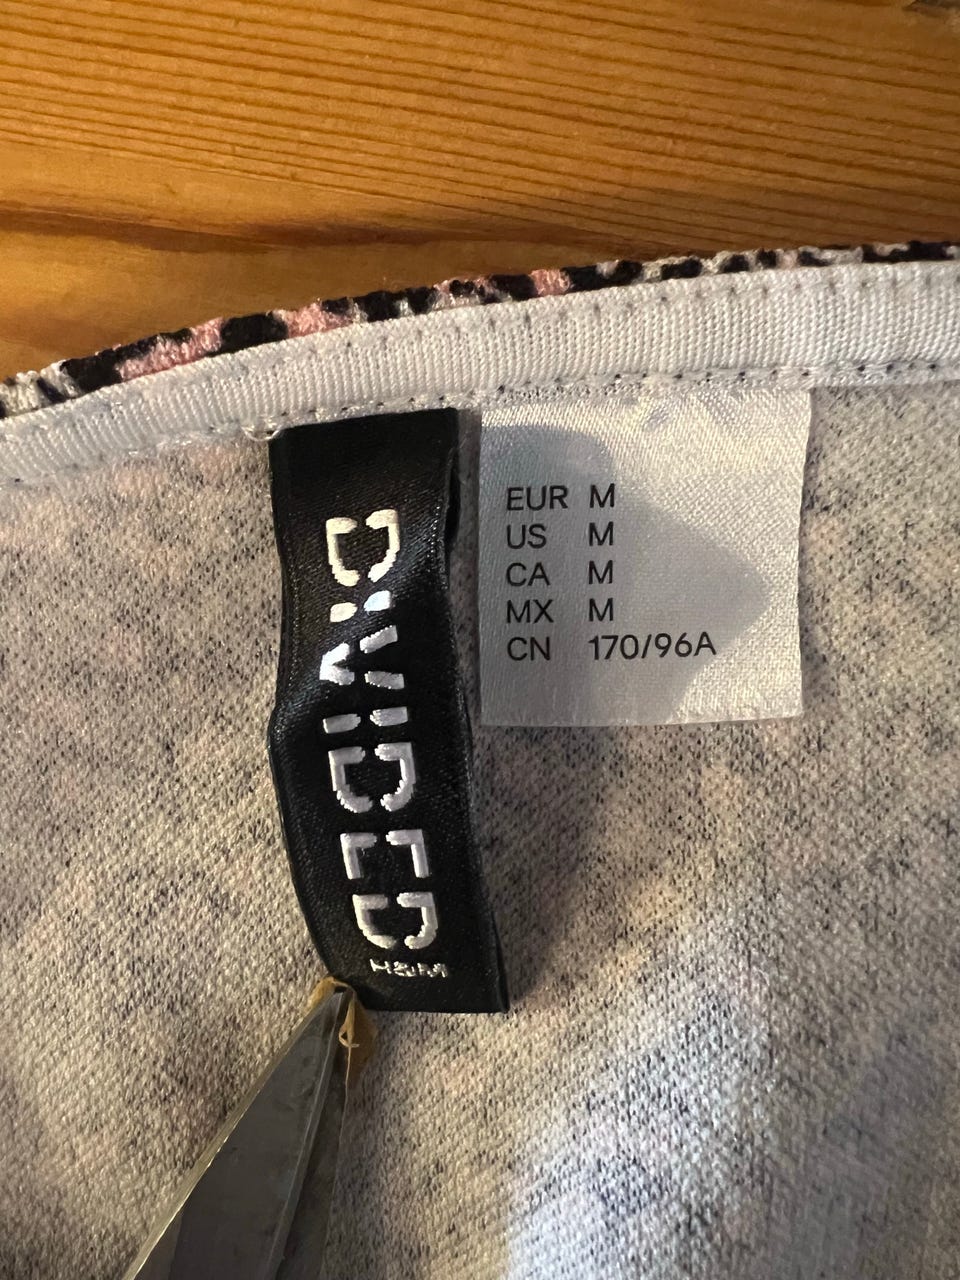 DIVIDED
H&M
EUR M
US M
CA M
MX M
CN 170/96A